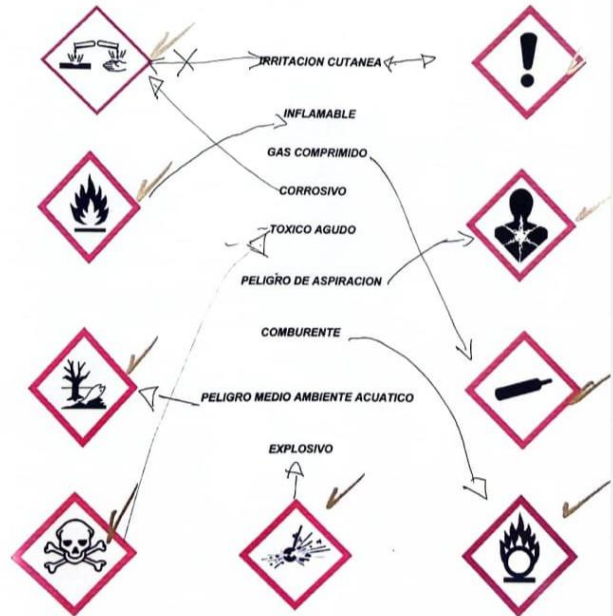 IRRITACION CUTANEA
INFLAMABLE
GAS COMPRIMIDO
CORROSIVO
TOXICO AGUDO
PELIGRO DE ASPIRACION
COMBURENTE
PELIGRO MEDIO AMBIENTE ACUATICO
EXPLOSIVO